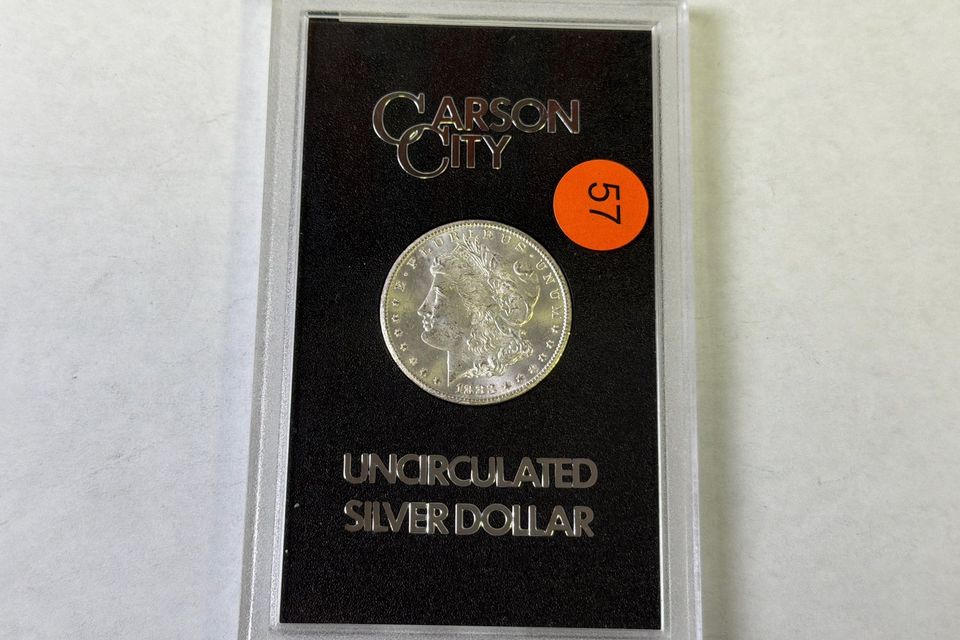 CARSON
CITY
57
E·PLURIBUS·UNUM
UNCIRCULATED
SILVER DOLLAR